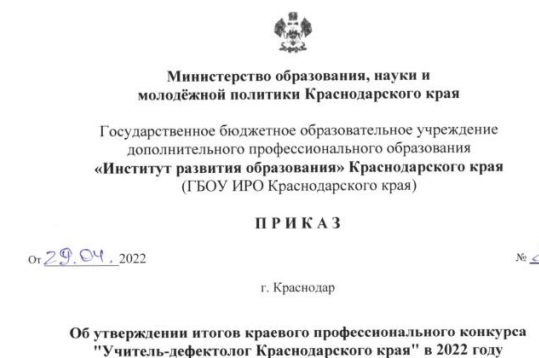 Министерство образования, науки и
молодёжной политики Краснодарского края
Государственное бюджетное образовательное учреждение
дополнительного профессионального образования
«Институт развития образования» Краснодарского края
(ГБОУ ИРО Краснодарского края)
ПРИКАЗ
От 29.04.2022 №
г. Краснодар
Об утверждении итогов краевого профессионального конкурса
"Учитель-дефектолог Краснодарского края" в 2022 году